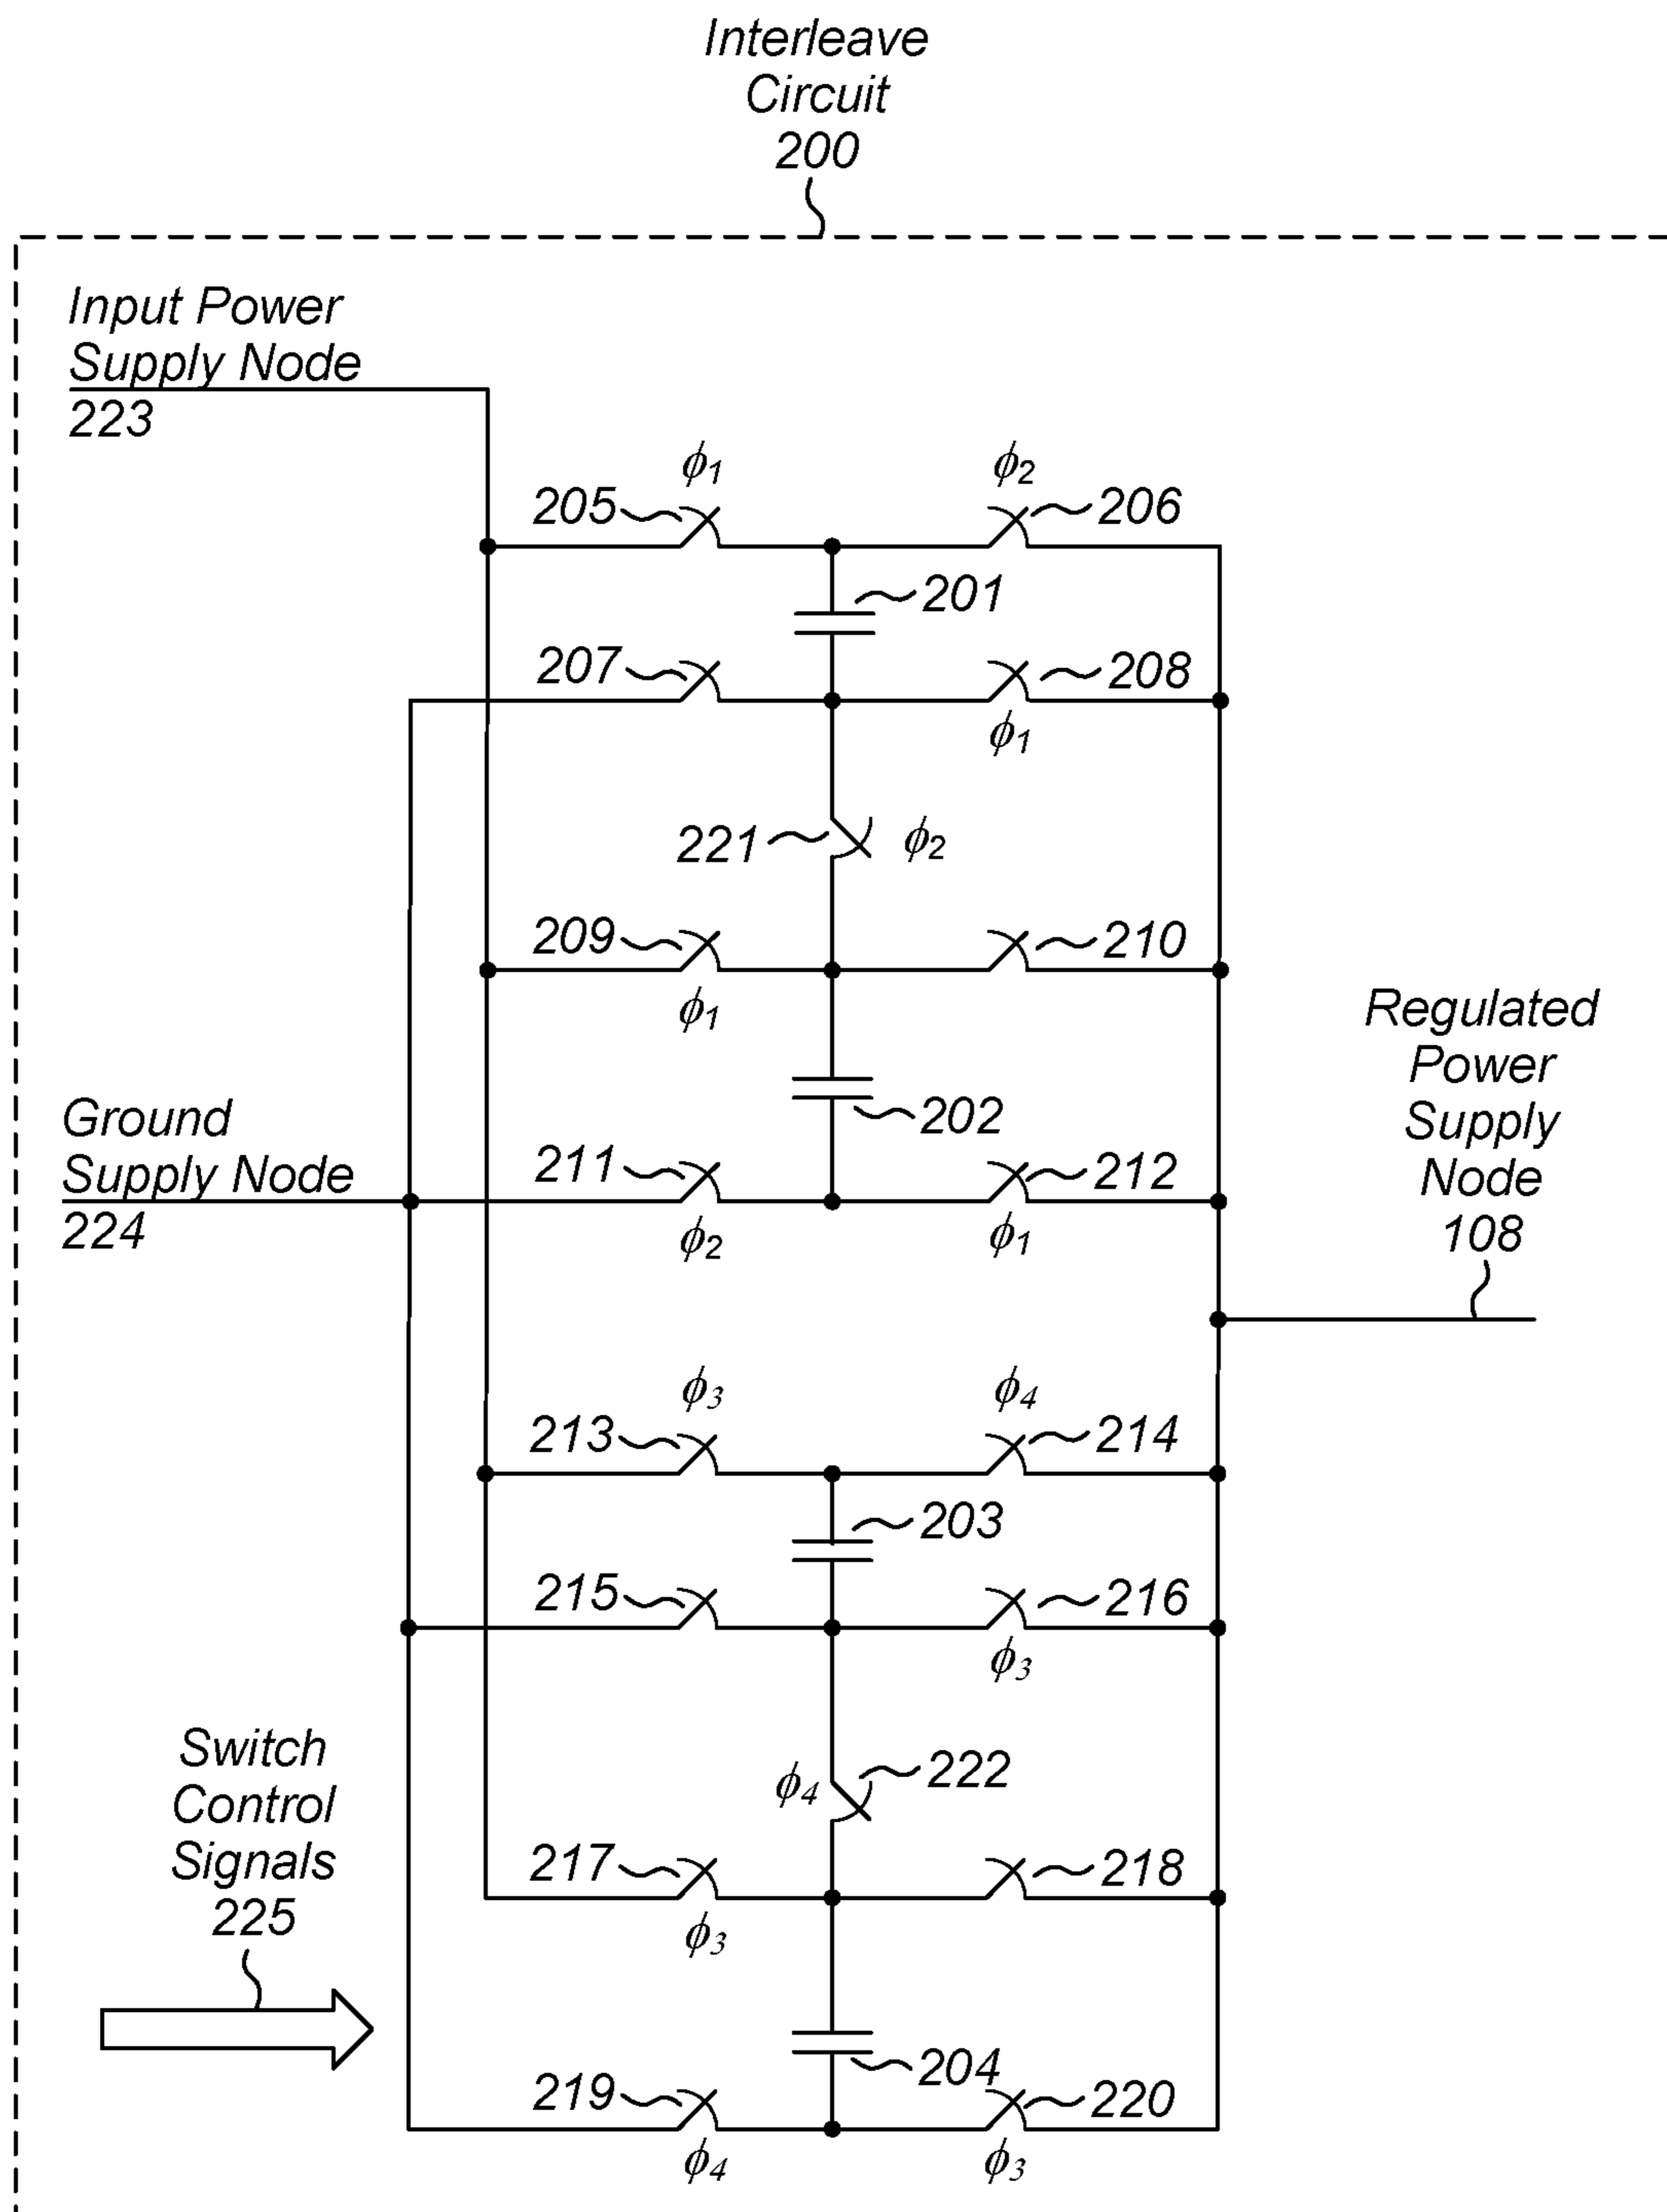 Interleave
Circuit
200
Input Power
Supply Node
223
ϕ1
ϕ2
205
206
201
207
208
ϕ1
221
ϕ2
209
210
ϕ1
Regulated
Power
Supply
Node
108
202
Ground
Supply Node
224
211
212
ϕ2
ϕ1
ϕ3
ϕ4
213
214
203
215
216
ϕ3
Switch
Control
Signals
225
ϕ4
222
217
218
ϕ3
204
219
220
ϕ4
ϕ3